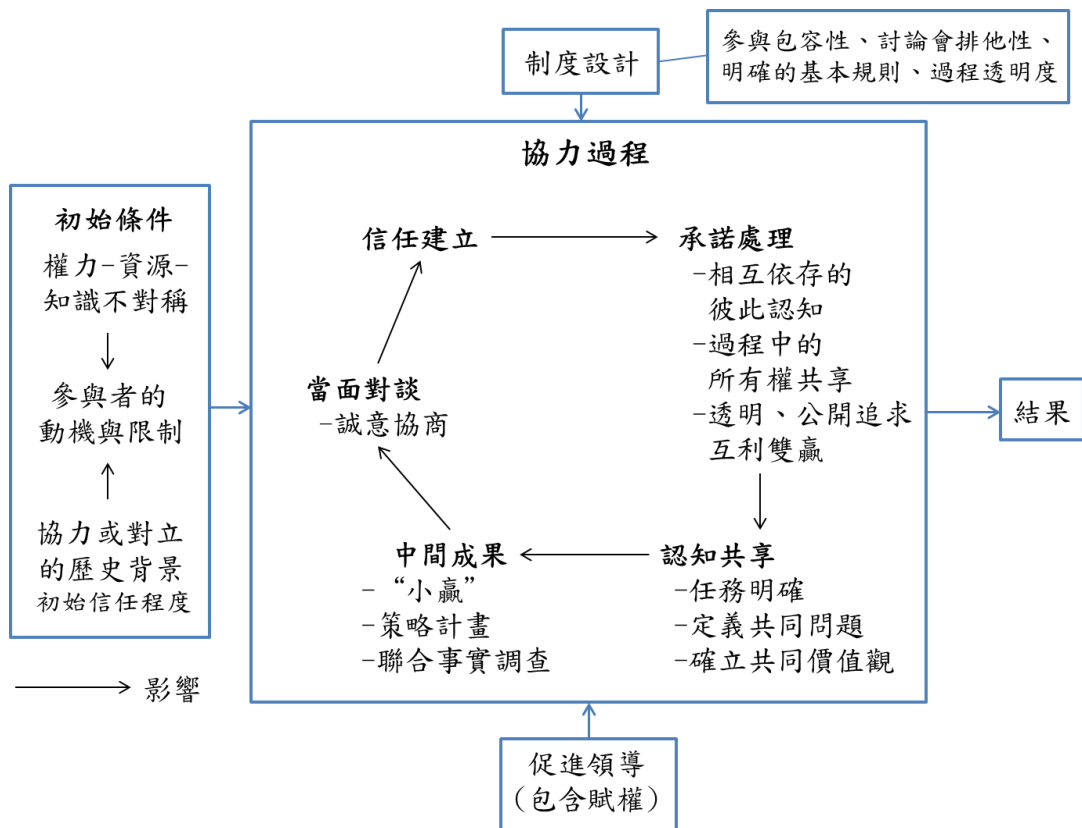 制度設計
參與包容性、討論會排他性、
明確的基本規則、過程透明度
協力過程
初始條件
權力-資源-
知識不對稱
參與者的
動機與限制
協力或對立
的歷史背景
初始信任程度
信任建立
承諾處理
-相互依存的
彼此認知
-過程中的
所有權共享
-透明、公開追求
互利雙贏
當面對談
-誠意協商
中間成果
-“小贏”
-策略計畫
-聯合事實調查
認知共享
-任務明確
-定義共同問題
-確立共同價值觀
結果
影響
促進領導
(包含賦權)